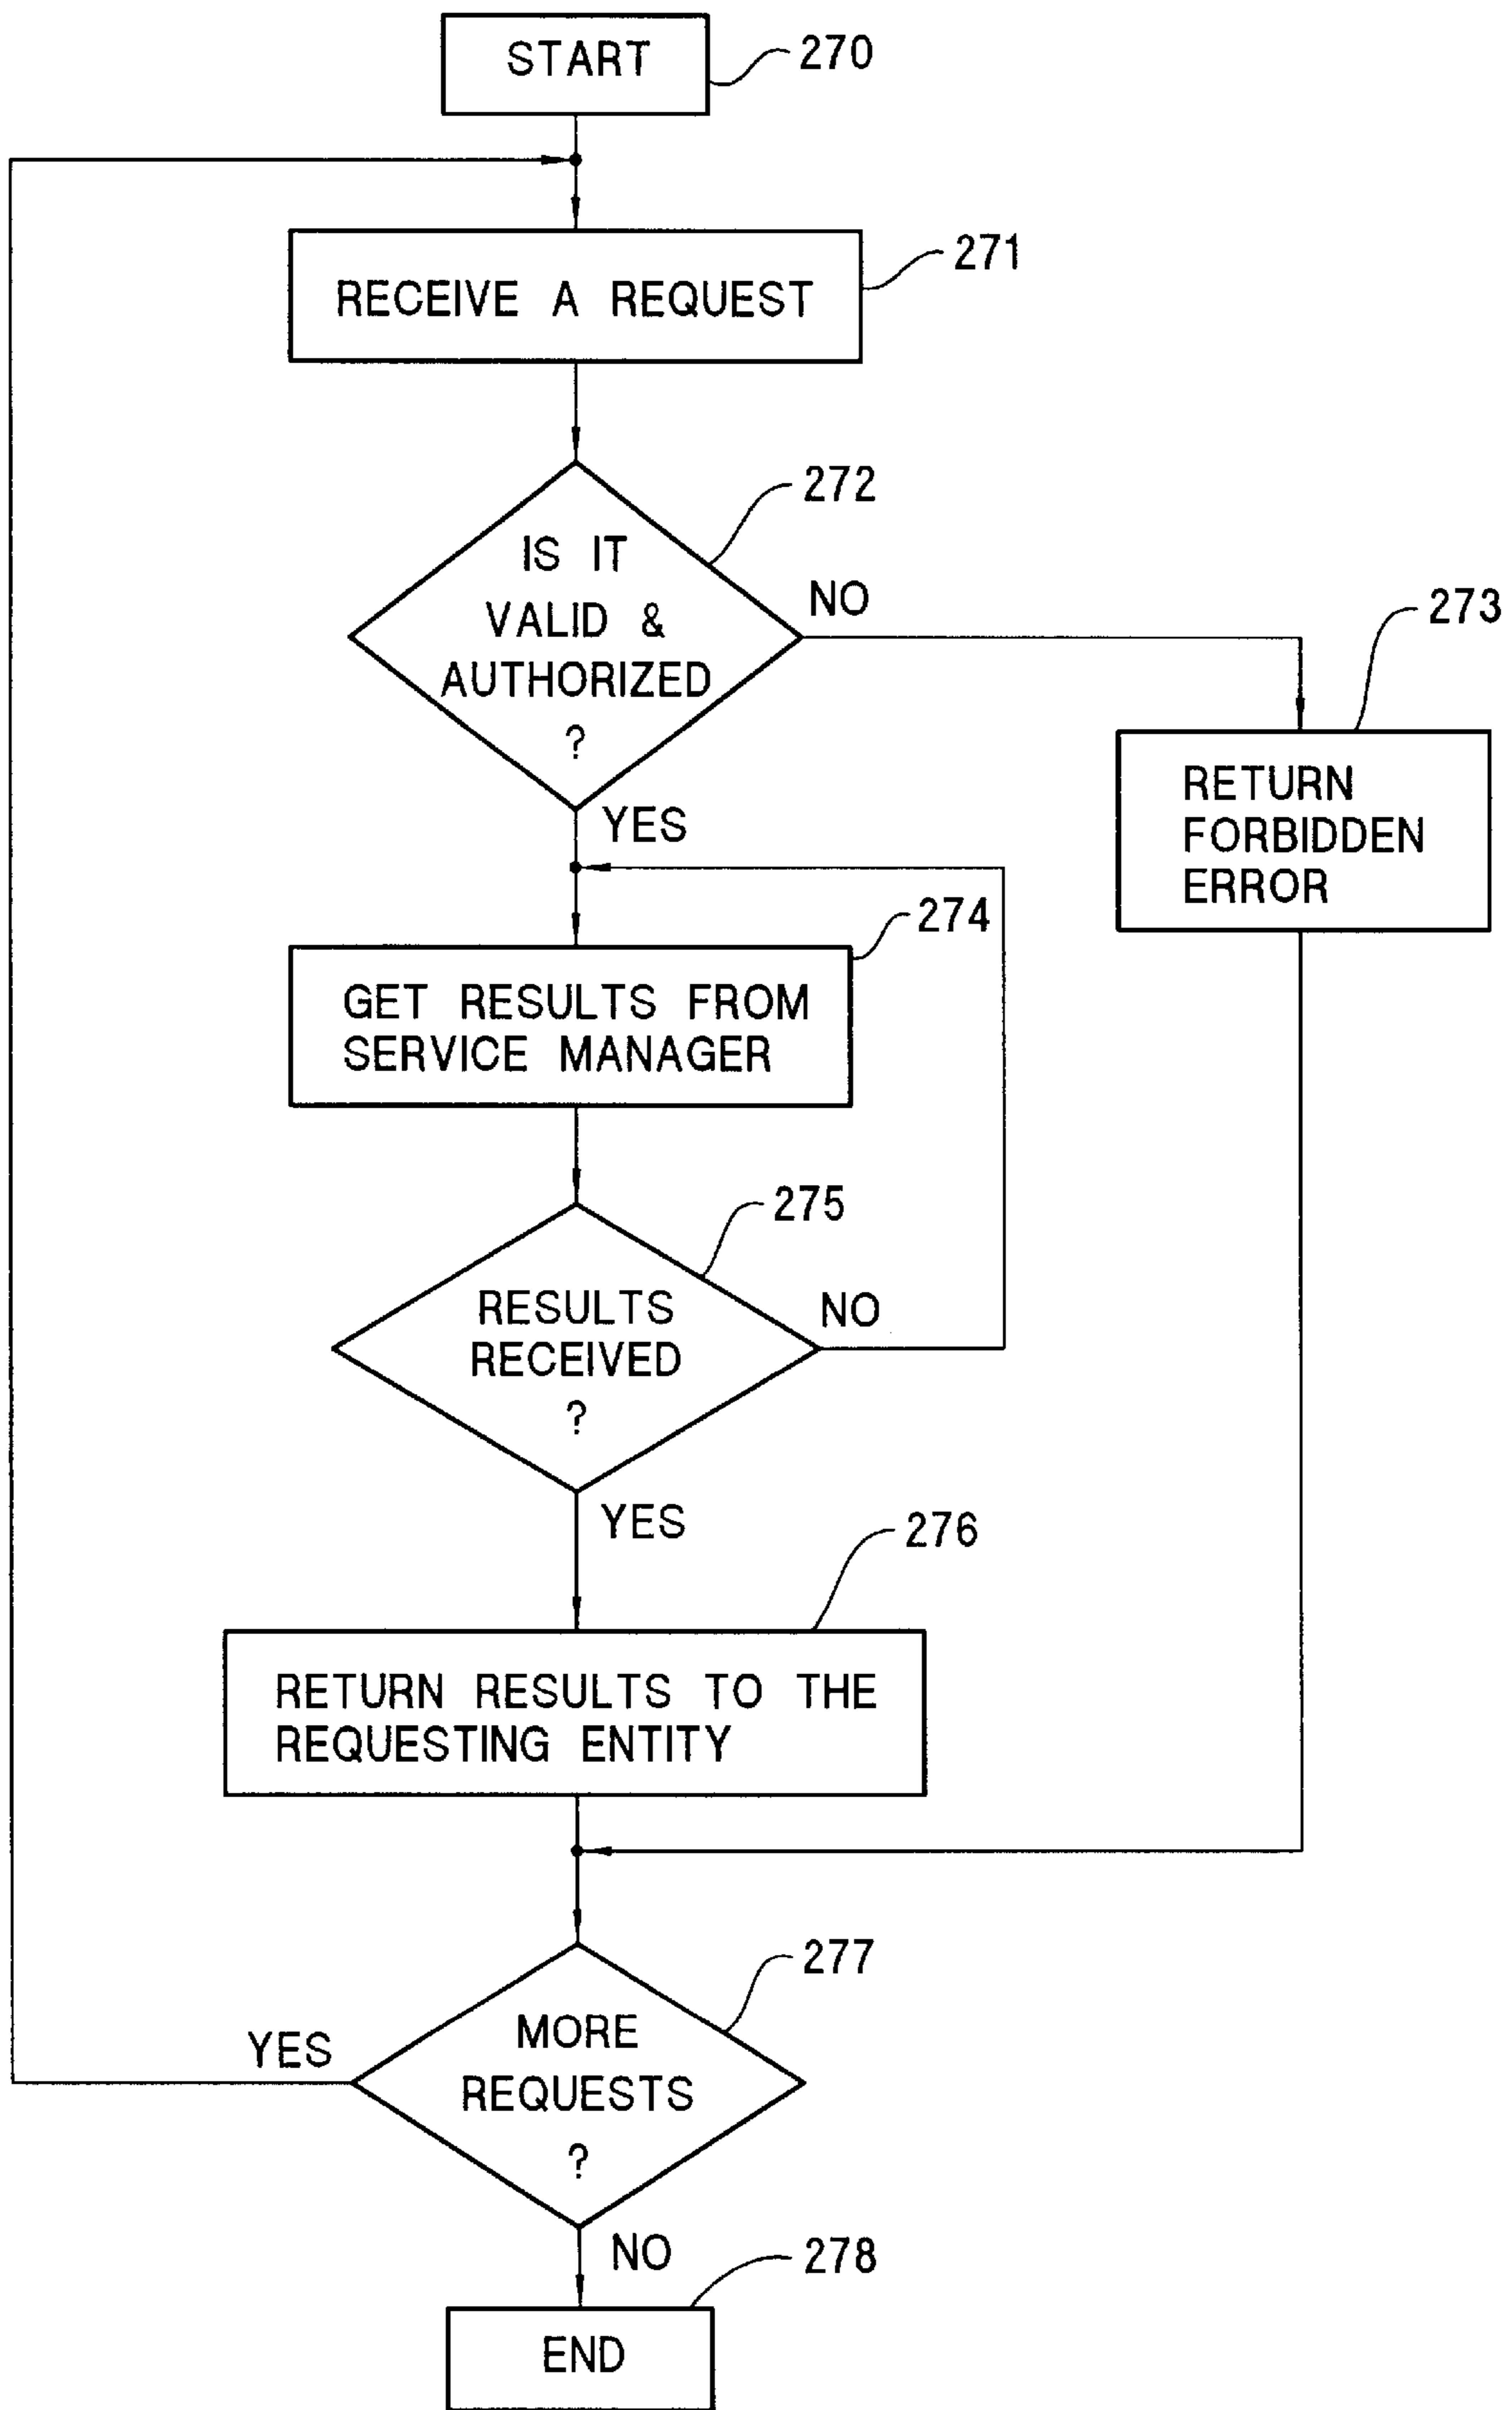 START
270
RECEIVE A REQUEST
271
272
IS IT
VALID &
AUTHORIZED
?
NO
273
RETURN
FORBIDDEN
ERROR
YES
274
GET RESULTS FROM
SERVICE MANAGER
275
RESULTS
RECEIVED
?
NO
YES
276
RETURN RESULTS TO THE
REQUESTING ENTITY
277
MORE
REQUESTS
?
YES
NO
278
END